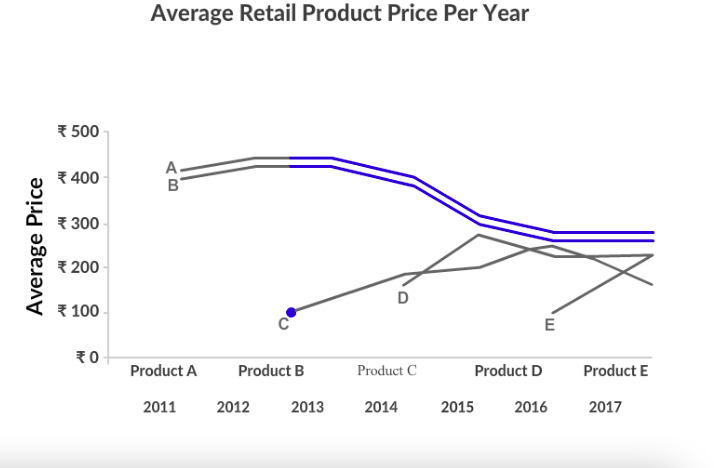 Average Retail Product Price Per Year
Average Price
₹ 500
₹ 400
₹ 300
₹ 200
₹ 100
₹ 0
A
B
C
D
E
Product A Product B Product C Product D Product E
2011 2012 2013 2014 2015 2016 2017